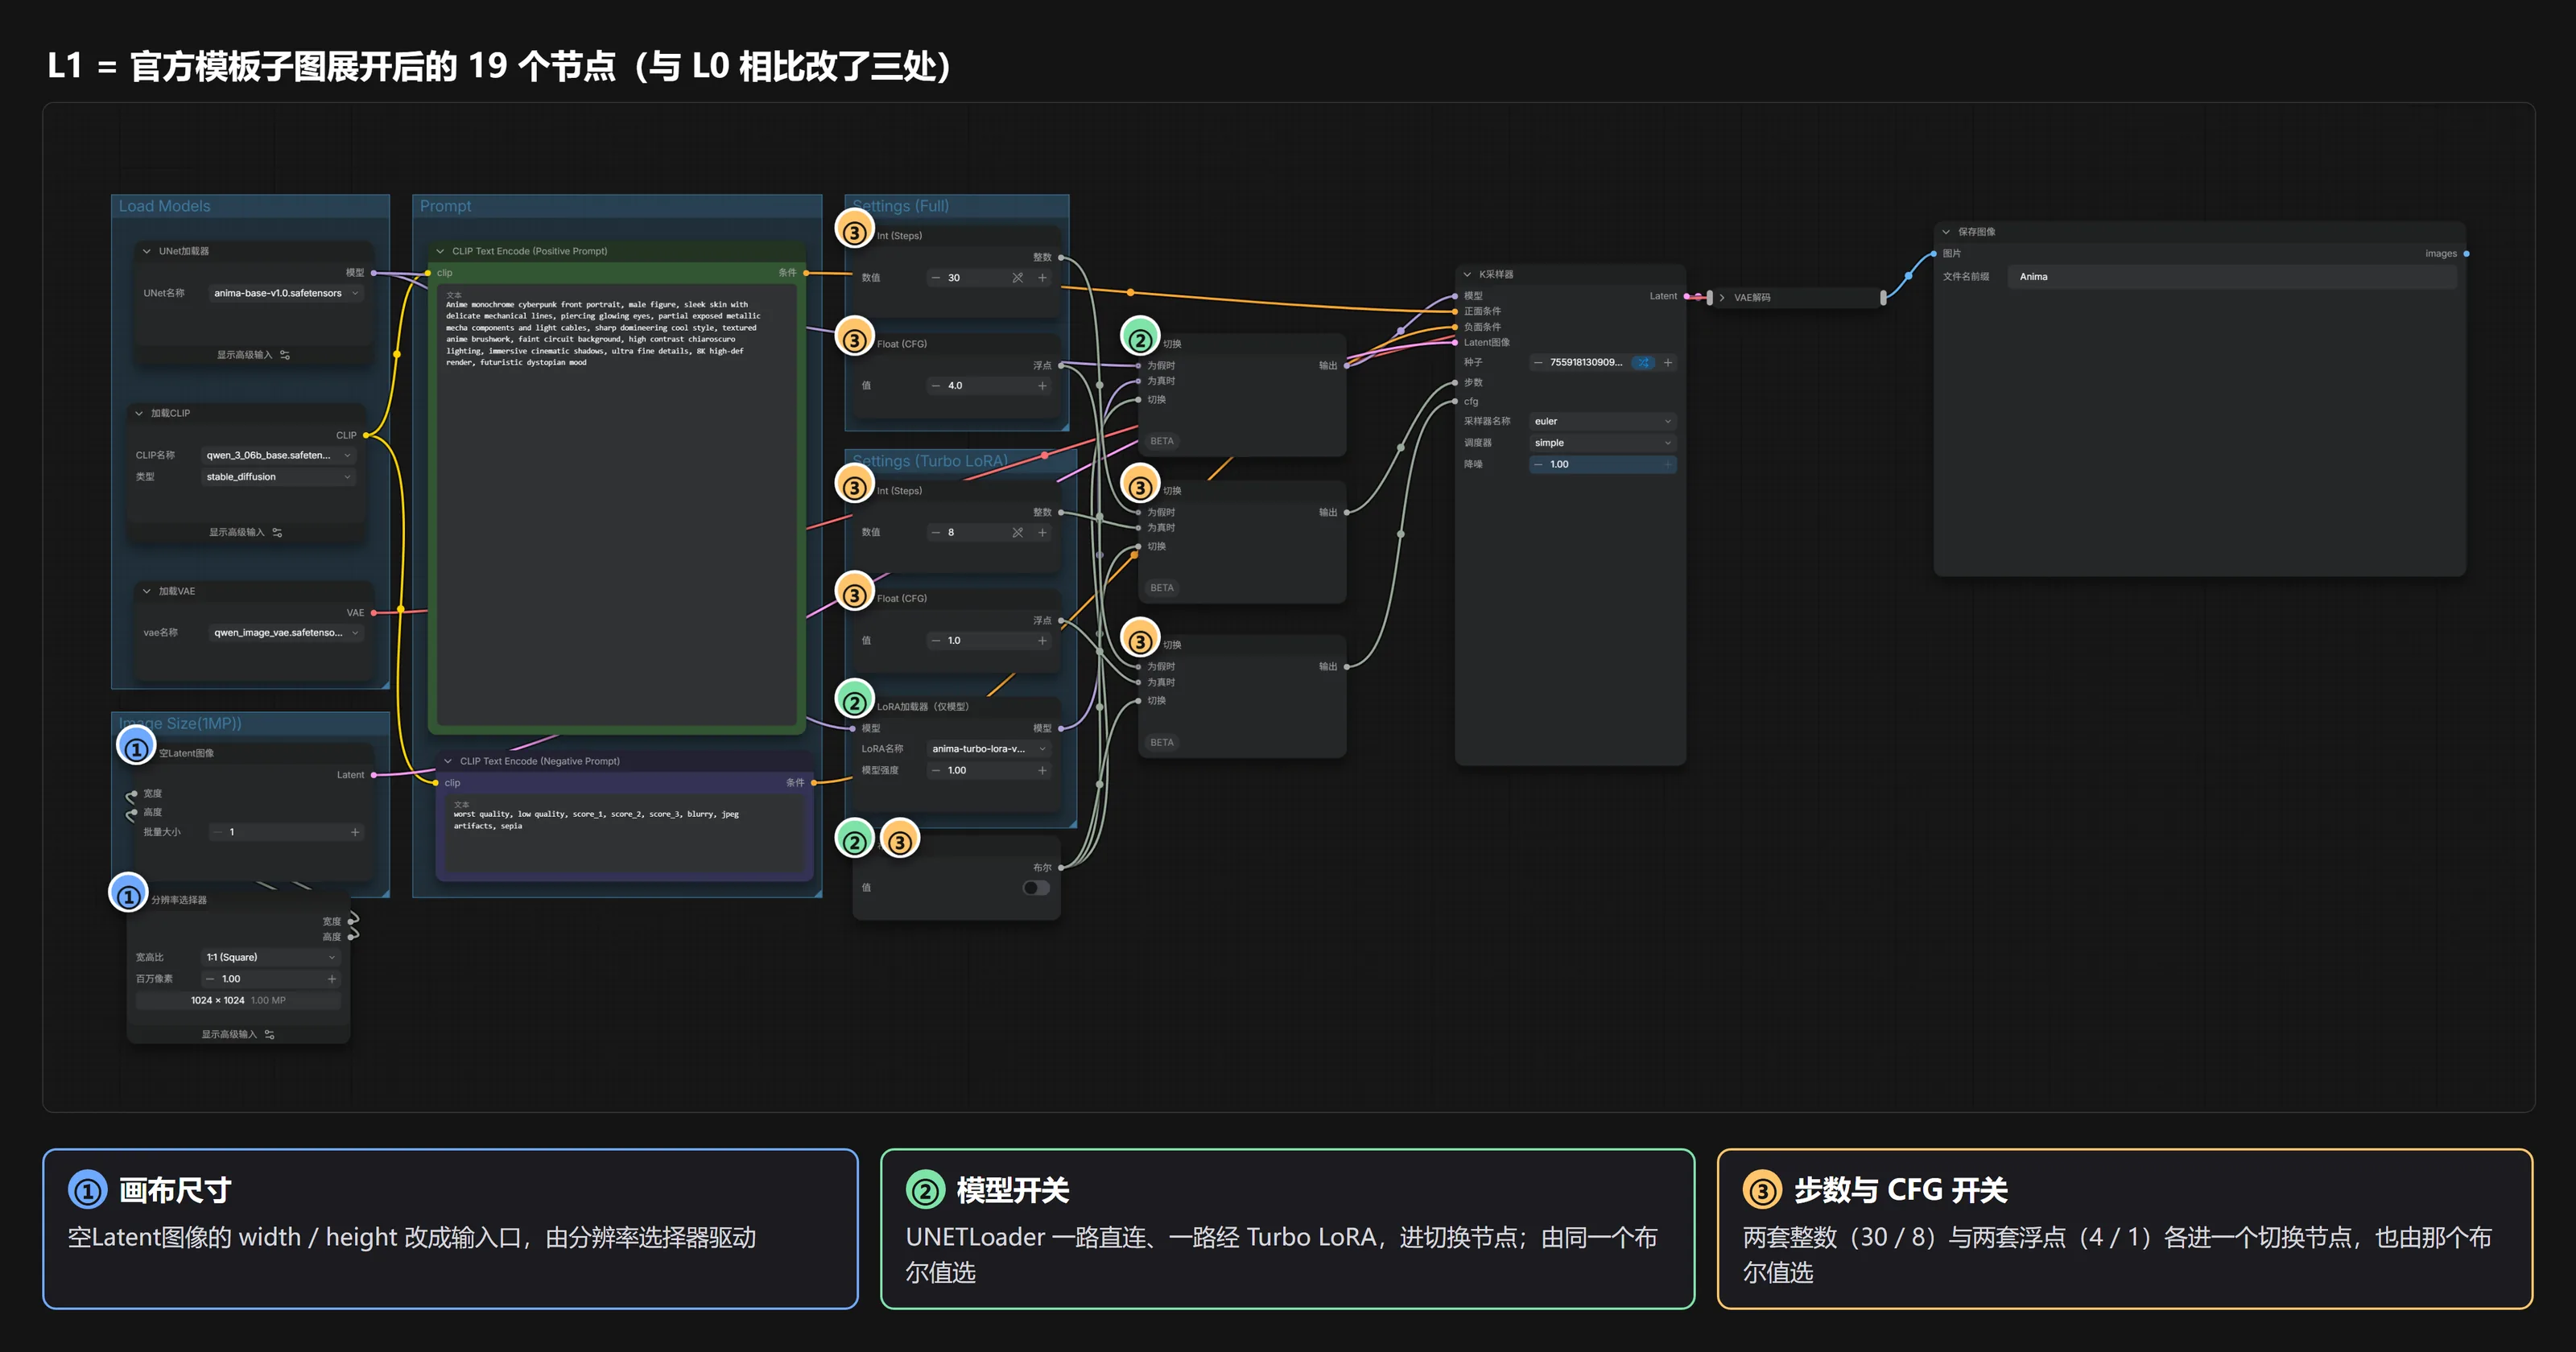 L1 = 官方模板子图展开后的 19 个节点（与 L0 相比改了三处）
Load Models
UNet加载器
模型
UNet名称 anima-base-v1.0.safetensors
显示高级输入
加载CLIP
CLIP
CLIP名称 qwen_3_06b_base.safeten...
类型 stable_diffusion
显示高级输入
加载VAE
VAE
vae名称 qwen_image_vae.safetenso...
Image Size(1MP))
①
空Latent图像
Latent
宽度
高度
批量大小 1
①
分辨率选择器
宽度
高度
宽高比 1:1 (Square)
百万像素 1.00
1024 × 1024 1.00 MP
显示高级输入
Prompt
CLIP Text Encode (Positive Prompt)
clip 条件
文本
Anime monochrome cyberpunk front portrait, male figure, sleek skin with
delicate mechanical lines, piercing glowing eyes, partial exposed metallic
mecha components and light cables, sharp domineering cool style, textured
anime brushwork, faint circuit background, high contrast chiaroscuro
lighting, immersive cinematic shadows, ultra fine details, 8K high-def
render, futuristic dystopian mood
CLIP Text Encode (Negative Prompt)
clip 条件
文本
worst quality, low quality, score_1, score_2, score_3, blurry, jpeg
artifacts, sepia
Settings (Full)
③
Int (Steps)
整数
数值 30
③
Float (CFG)
浮点
值 4.0
Settings (Turbo LoRA)
③
Int (Steps)
整数
数值 8
③
Float (CFG)
浮点
值 1.0
②
LoRA加载器（仅模型）
模型 模型
LoRA名称 anima-turbo-lora-v...
模型强度 1.00
② ③
布尔
值
②
切换
为假时 输出
为真时
切换
BETA
③
切换
为假时 输出
为真时
切换
BETA
③
切换
为假时 输出
为真时
切换
BETA
K采样器
模型 Latent
正面条件
负面条件
Latent图像
种子 755918130909...
步数
cfg
采样器名称 euler
调度器 simple
降噪 1.00
VAE解码
保存图像
图片 images
文件名前缀 Anima
① 画布尺寸
空Latent图像的 width / height 改成输入口，由分辨率选择器驱动
② 模型开关
UNETLoader 一路直连、一路经 Turbo LoRA，进切换节点；由同一个布
尔值选
③ 步数与 CFG 开关
两套整数（30 / 8）与两套浮点（4 / 1）各进一个切换节点，也由那个布
尔值选